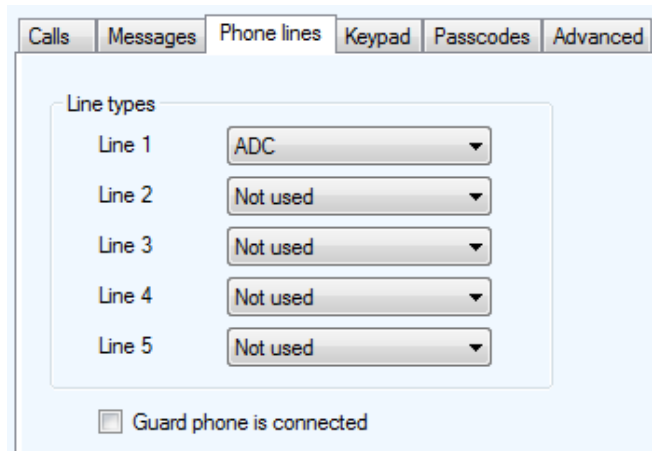 Calls Messages Phone lines Keypad Passcodes Advanced
Line types
Line 1 ADC
Line 2 Not used
Line 3 Not used
Line 4 Not used
Line 5 Not used
Guard phone is connected